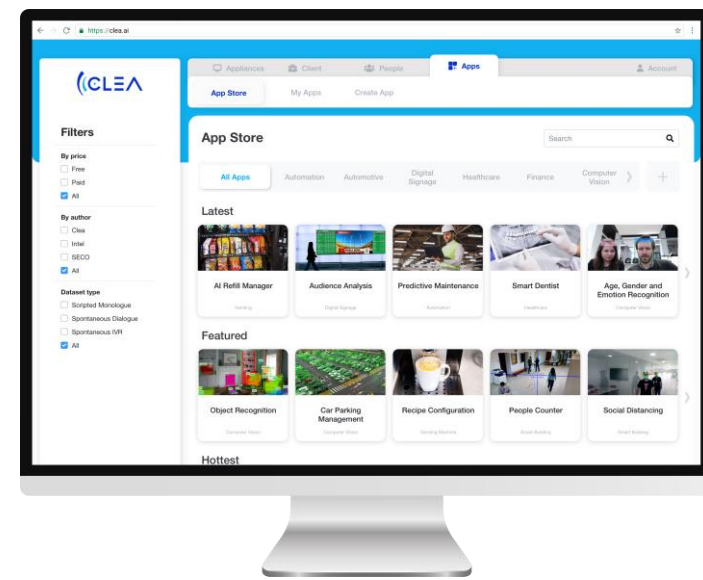 https://clea.ai
CLEA
Appliances
Client
People
Apps
Account
App Store
My Apps
Create App
Filters
By price
Free
Paid
All
By author
Clea
Intel
SECO
All
Dataset type
Scripted Monologue
Spontaneous Dialogue
Spontaneous IVR
All
App Store
Search
All Apps
Automation
Automotive
Digital
Signage
Healthcare
Finance
Computer
Vision
Latest
AI Refill Manager
Vending
Audience Analysis
Digital Signage
Predictive Maintenance
Automation
Smart Dentist
Healthcare
Age, Gender and
Emotion Recognition
Computer Vision
Featured
Object Recognition
Computer Vision
Car Parking
Management
Computer Vision
Recipe Configuration
Vending Machine
People Counter
Smart Building
Social Distancing
Smart Building
Hottest